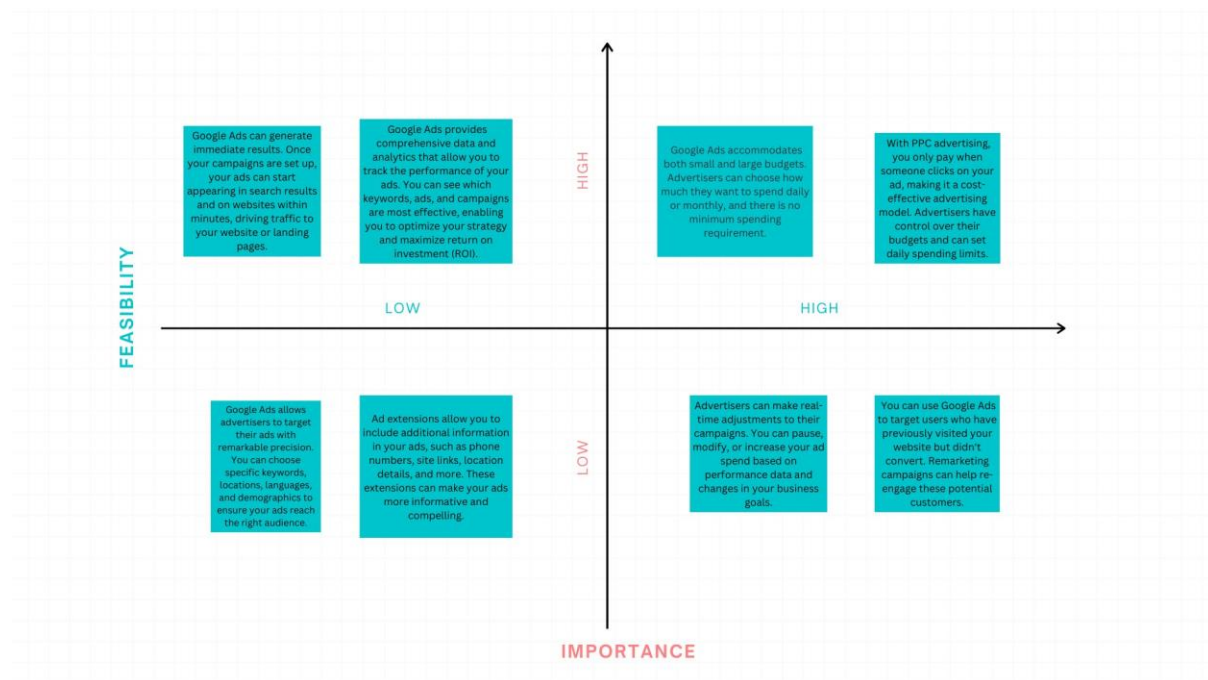 Google Ads can generate
immediate results. Once
your campaigns are set up,
your ads can start
appearing in search results
and on websites within
minutes, driving traffic to
your website or landing
pages.
Google Ads provides
comprehensive data and
analytics that allow you to
track the performance of your
ads. You can see which
keywords, ads, and campaigns
are most effective, enabling
you to optimize your strategy
and maximize return on
investment (ROI).
HIGH
Google Ads accommodates
both small and large budgets.
Advertisers can choose how
much they want to spend daily
or monthly, and there is no
minimum spending
requirement.
With PPC advertising,
you only pay when
someone clicks on your
ad, making it a cost-
effective advertising
model. Advertisers have
control over their
budgets and can set
daily spending limits.
FEASIBILITY
LOW
HIGH
Google Ads allows
advertisers to target
their ads with
remarkable precision.
You can choose
specific keywords,
locations, languages,
and demographics to
ensure your ads reach
the right audience.
Ad extensions allow you to
include additional information
in your ads, such as phone
numbers, site links, location
details, and more. These
extensions can make your ads
more informative and
compelling.
LOW
Advertisers can make real-
time adjustments to their
campaigns. You can pause,
modify, or increase your ad
spend based on
performance data and
changes in your business
goals.
You can use Google Ads
to target users who have
previously visited your
website but didn't
convert. Remarketing
campaigns can help re-
engage these potential
customers.
IMPORTANCE